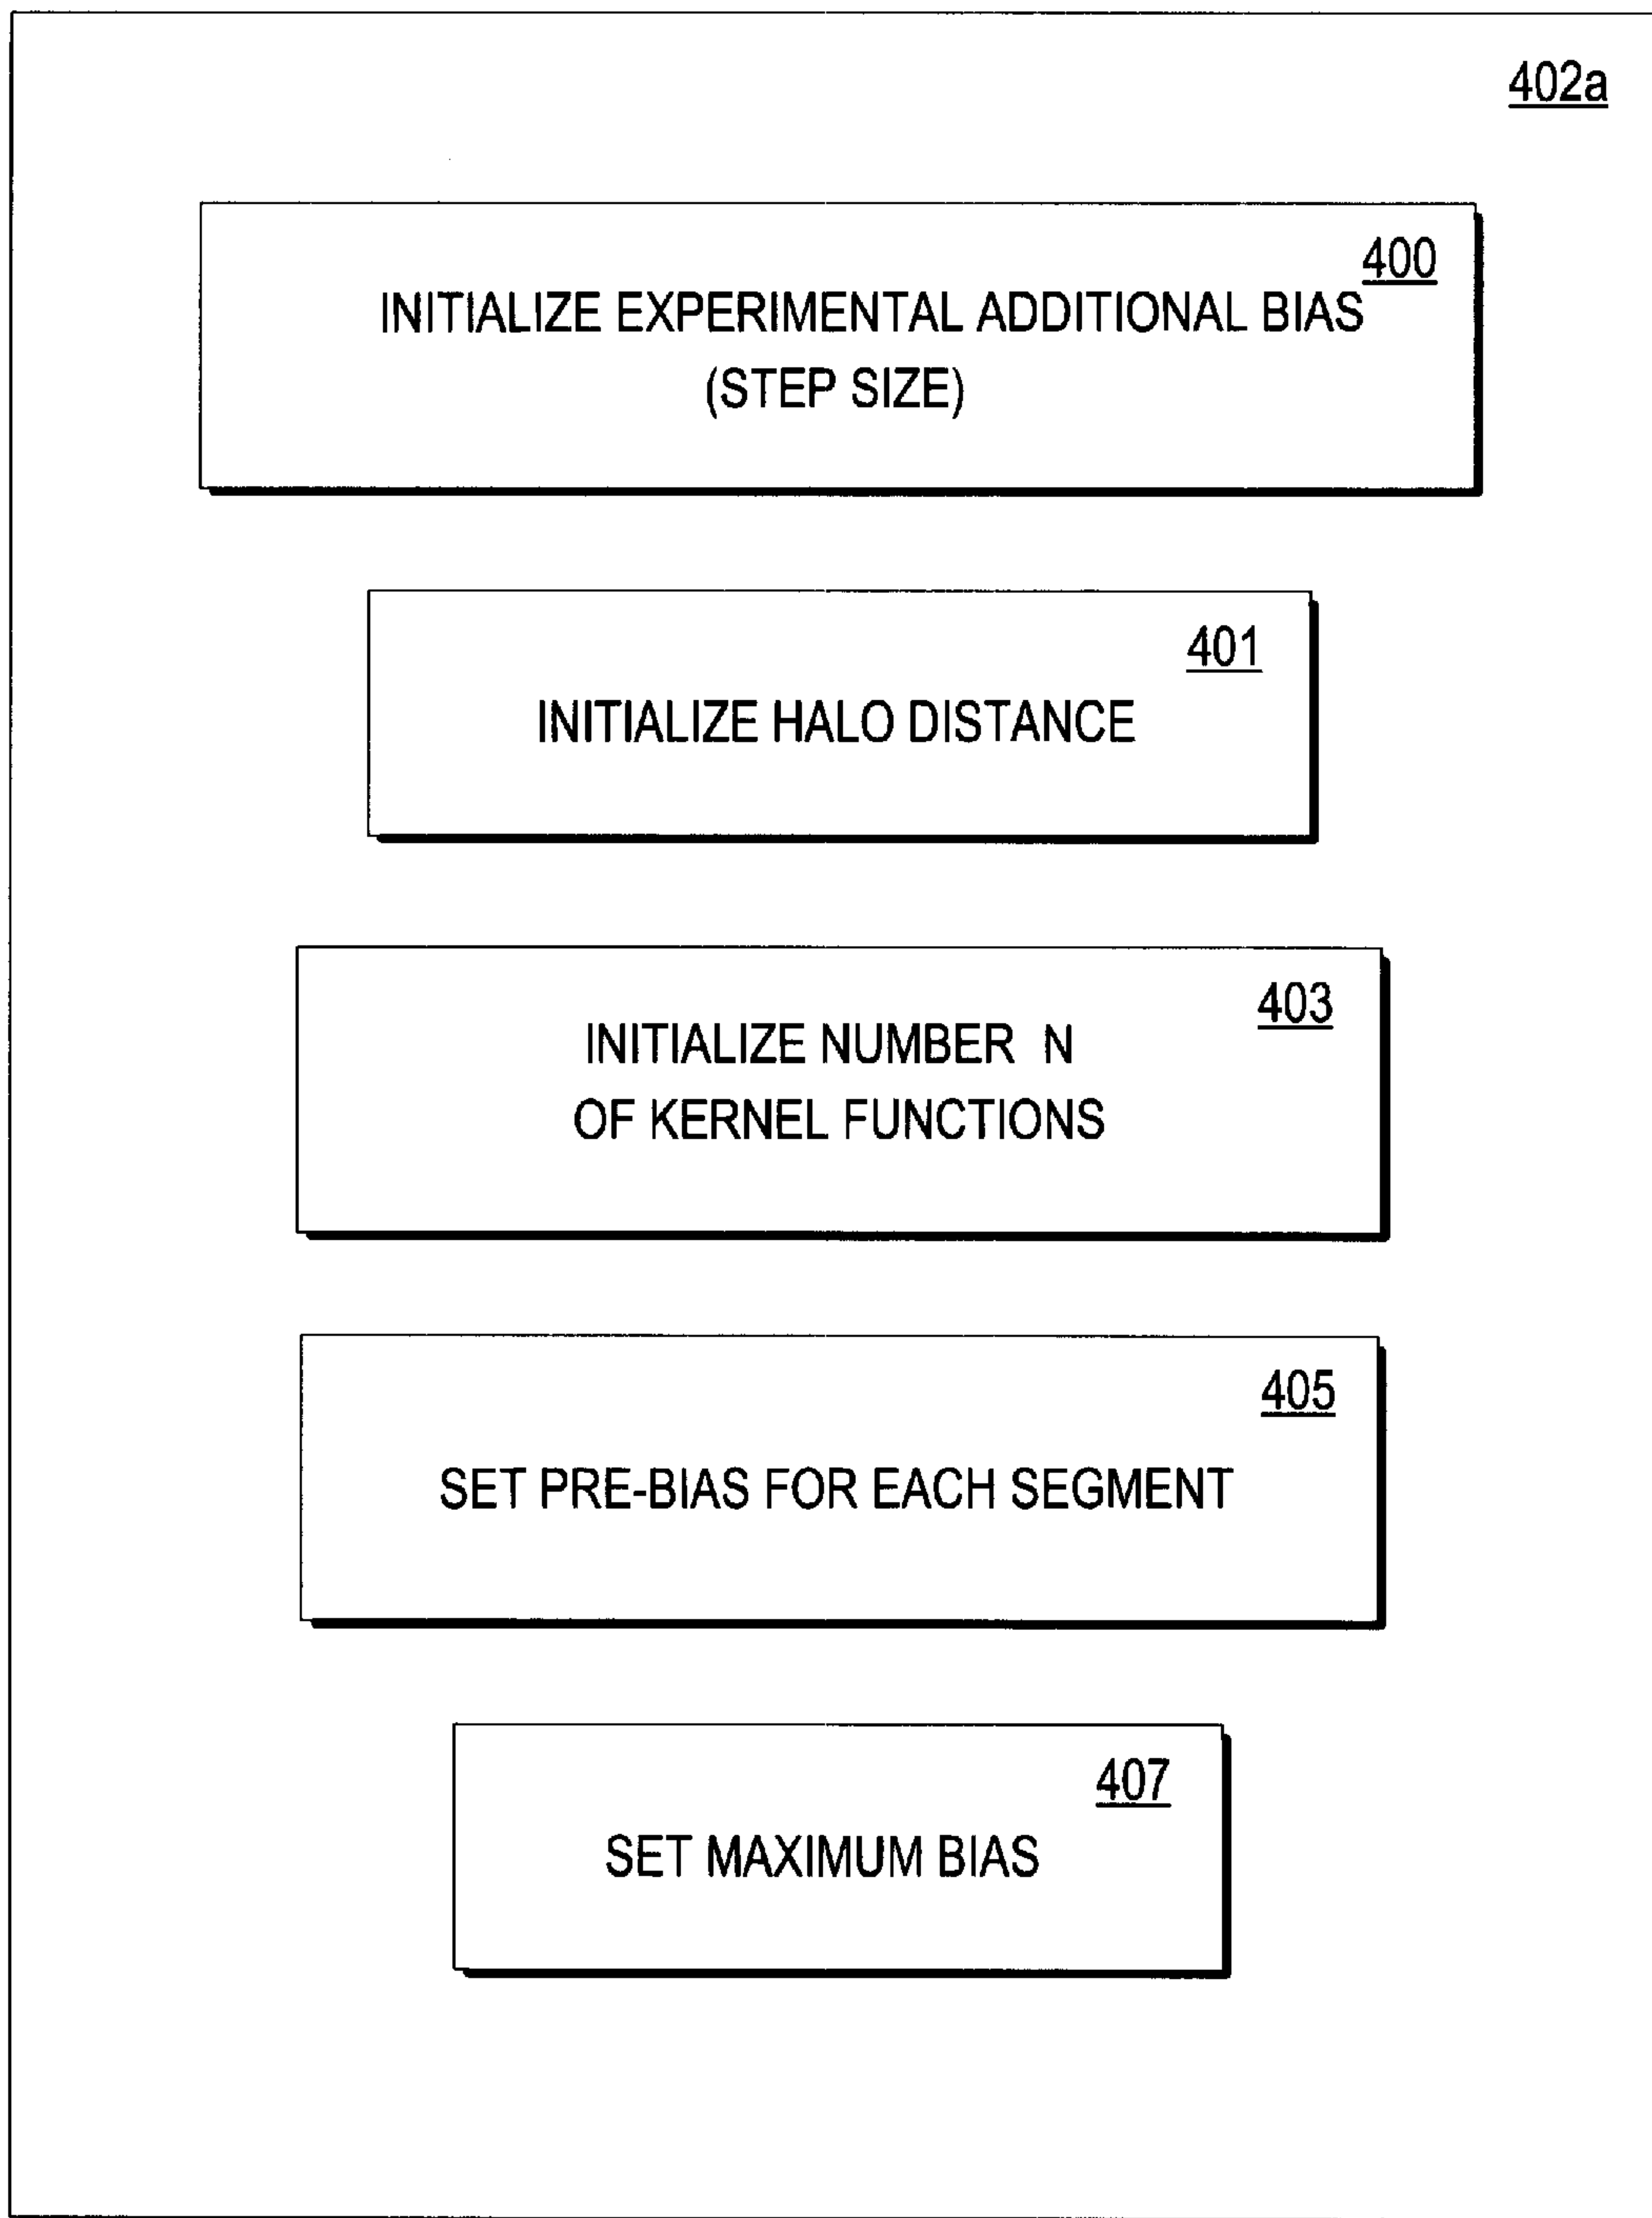 402a
400
INITIALIZE EXPERIMENTAL ADDITIONAL BIAS
(STEP SIZE)
401
INITIALIZE HALO DISTANCE
403
INITIALIZE NUMBER N
OF KERNEL FUNCTIONS
405
SET PRE-BIAS FOR EACH SEGMENT
407
SET MAXIMUM BIAS